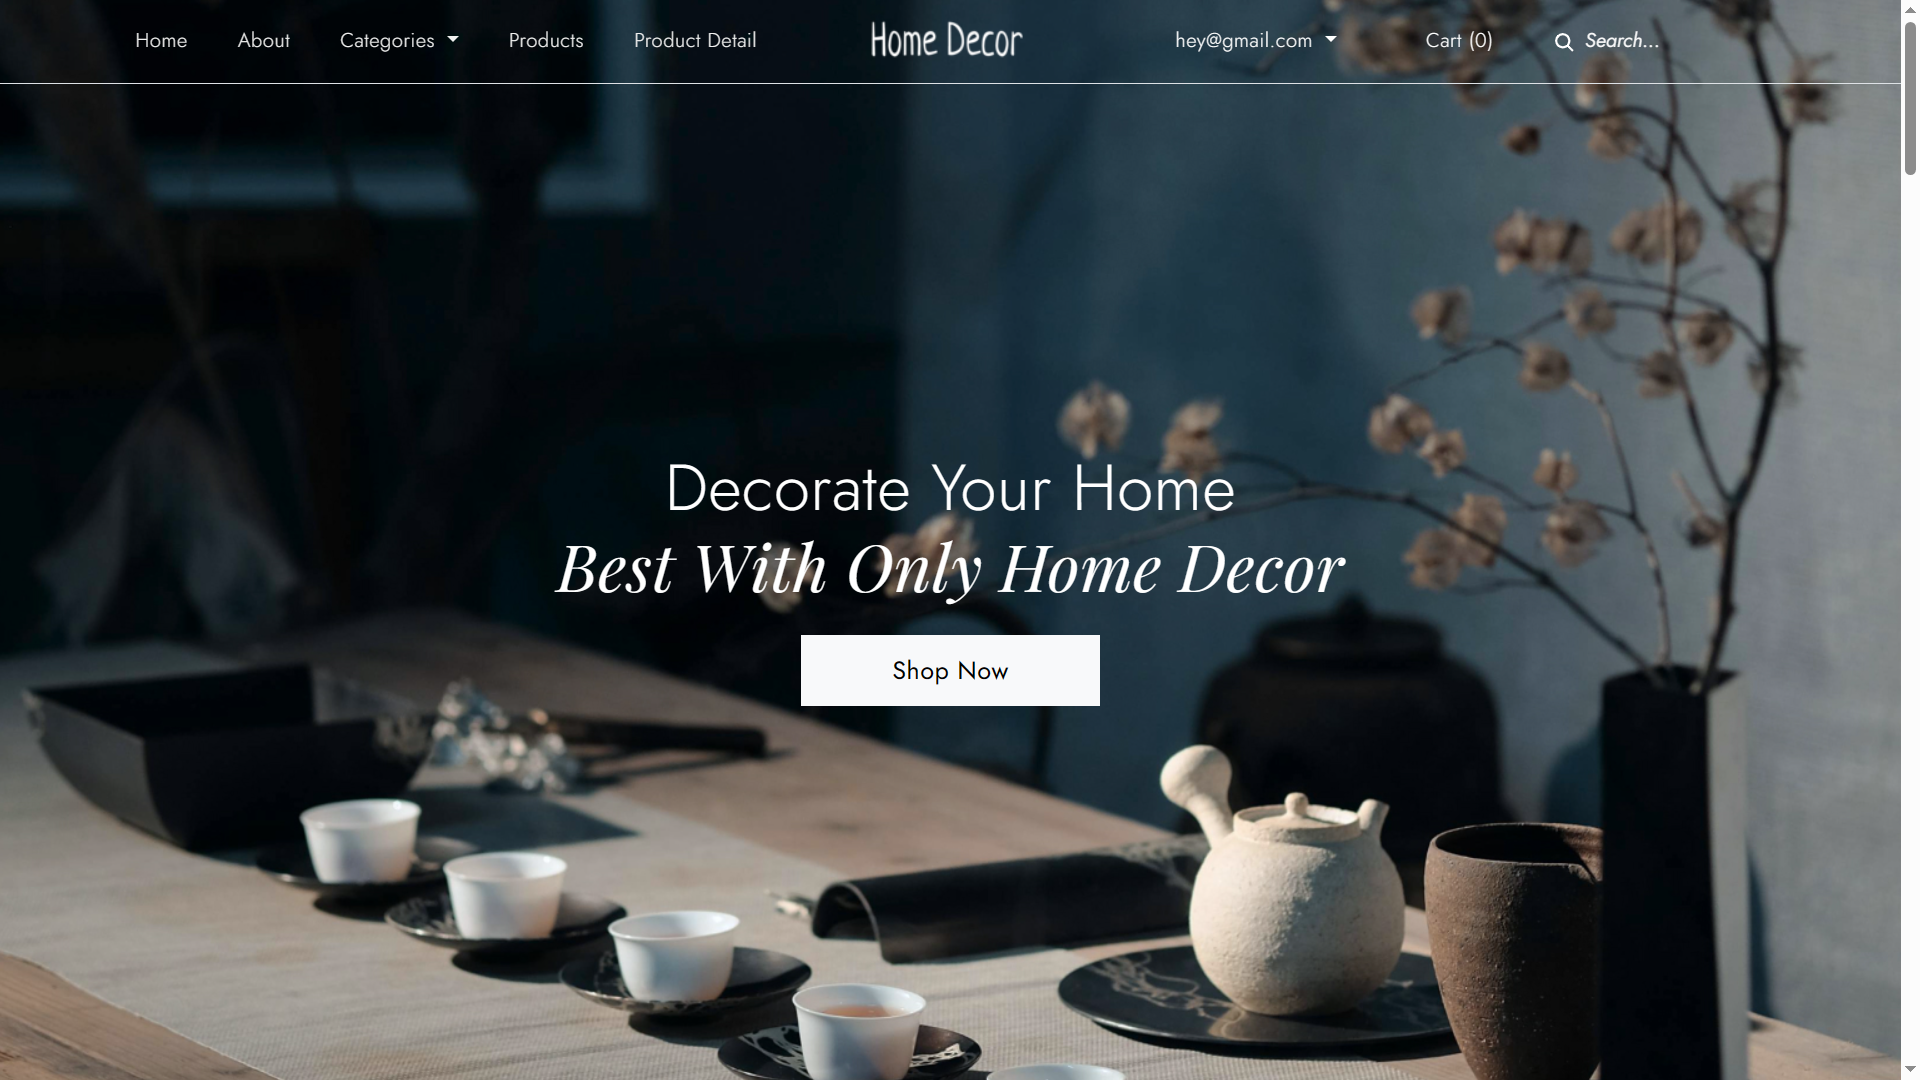 Home About Categories Products Product Detail Home Decor hey@gmail.com Cart (0) Search...
Decorate Your Home
Best With Only Home Decor
Shop Now